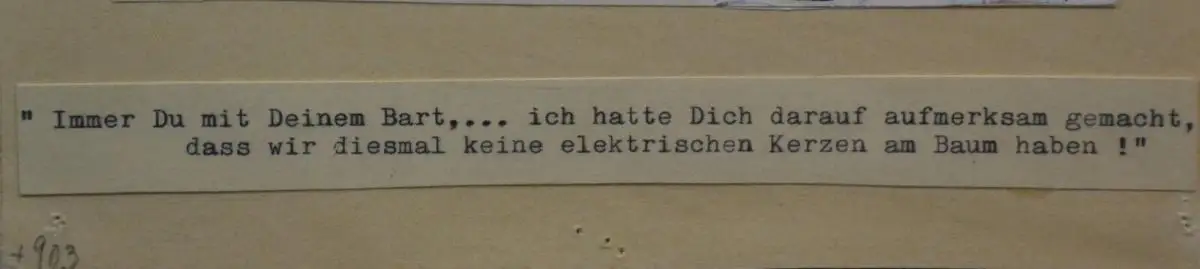 " Immer Du mit Deinem Bart,... ich hatte Dich darauf aufmerksam gemacht,
dass wir diesmal keine elektrischen Kerzen am Baum haben !"
+903